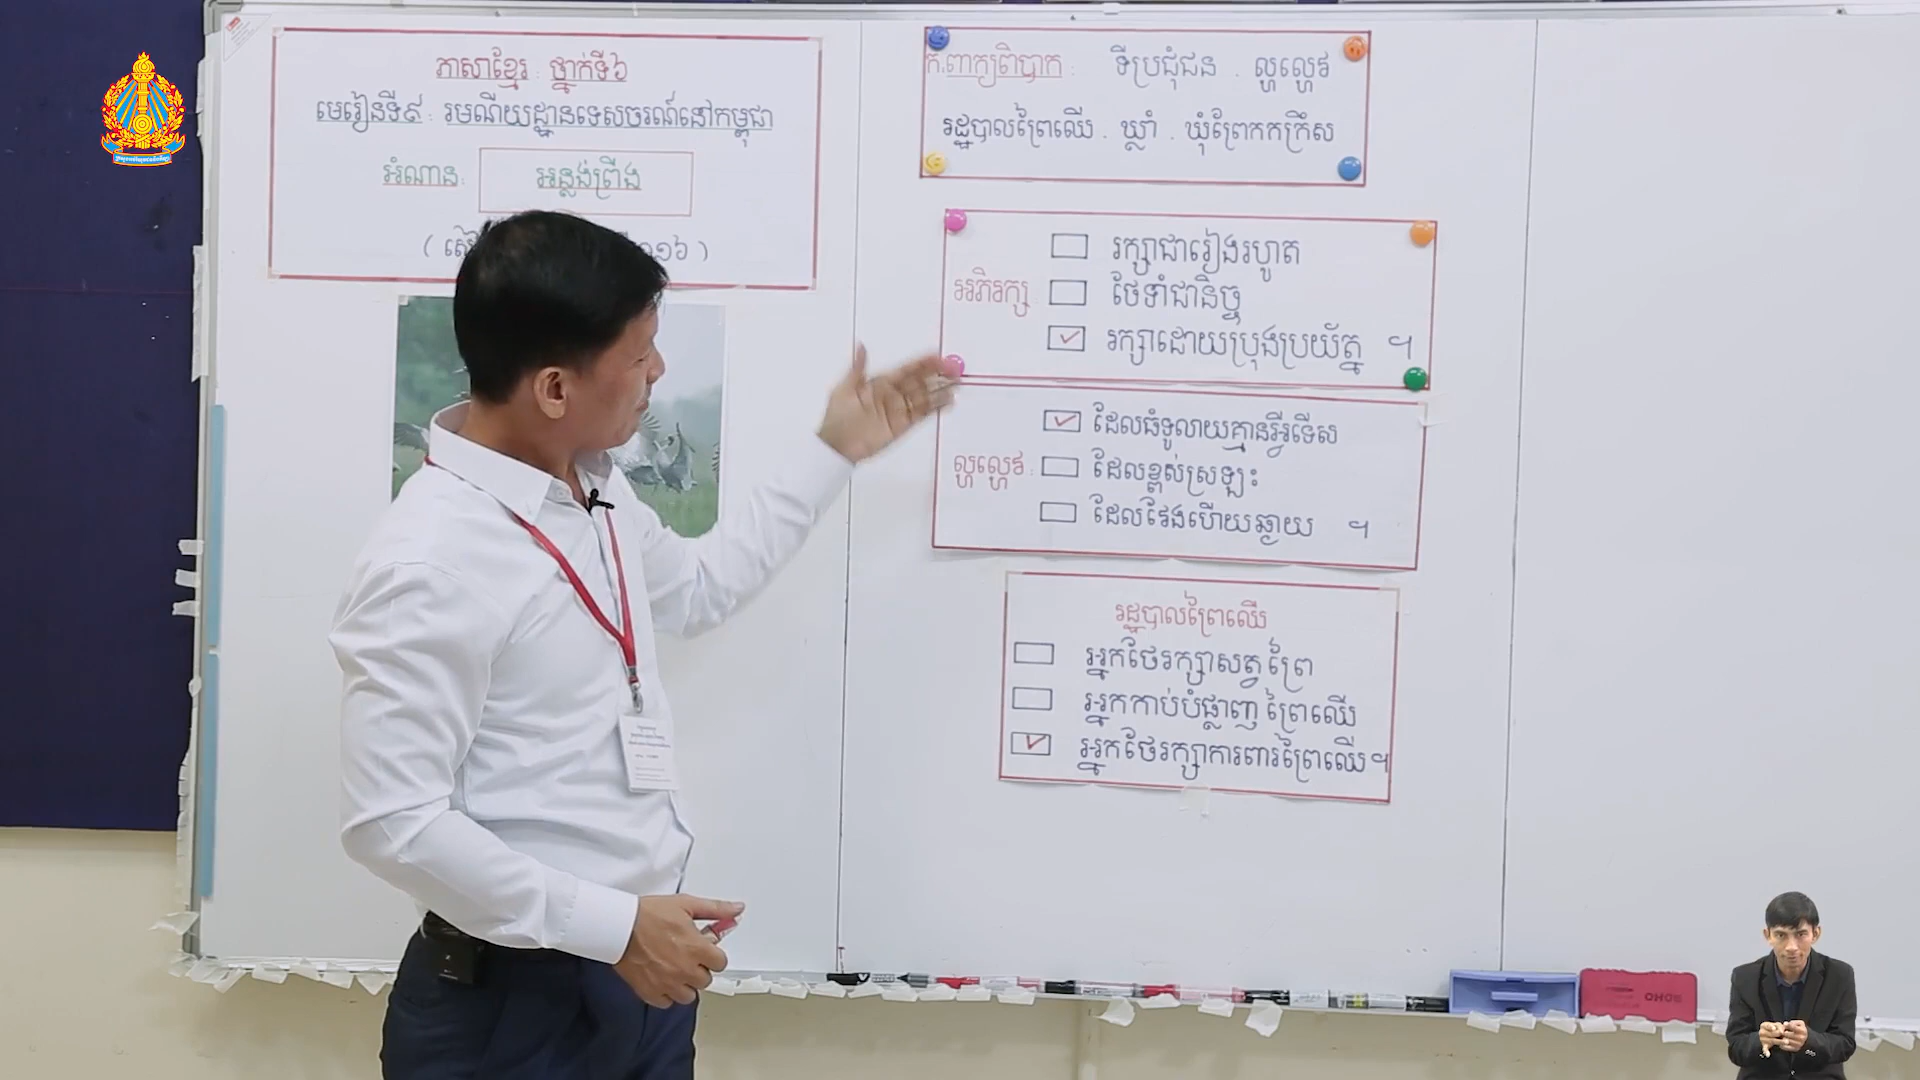 ភាសាខ្មែរ : ថ្នាក់ទី៦
មេរៀនទី៩ : រមណីយដ្ឋានទេសចរណ៍នៅកម្ពុជា
អំណាន: អន្លង់ព្រីង
១៦ )
ក.ពាក្យពិបាក : ទីប្រជុំជន . ល្ហល្ហេវ
រដ្ឋបាលព្រៃឈើ . ឃ្លាំ . ឃុំព្រែកកក្រឹស
អភិរក្ស :
រក្សាជារៀងរហូត
ថែទាំជានិច្ច
រក្សាដោយប្រុងប្រយ័ត្ន ។
ល្ហល្ហេវ :
ដែលធំទូលាយគ្មានអ្វីទើស
ដែលខ្ពស់ស្រឡះ
ដែលវែងហើយឆ្ងាយ ។
រដ្ឋបាលព្រៃឈើ
អ្នកថែរក្សាសត្វព្រៃ
អ្នកកាប់បំផ្លាញព្រៃឈើ
អ្នកថែរក្សាការពារព្រៃឈើ។